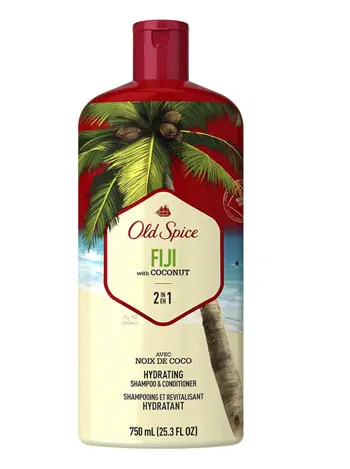 Old Spice
FIJI
with COCONUT
2 IN EN 1
AVEC
NOIX DE COCO
HYDRATING
SHAMPOO & CONDITIONER
SHAMPOOING ET REVITALISANT
HYDRATANT
750 mL (25.3 FL OZ)